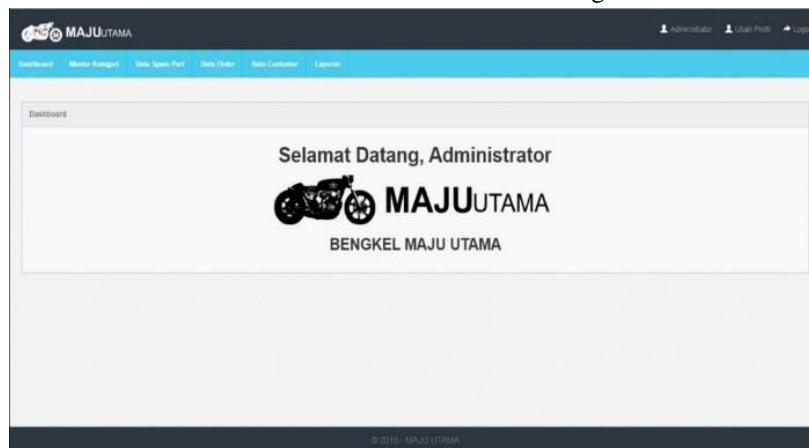 MAJUUTAMA
Administrator Ubah Profil Logo
Dashboard Master Kategori Data Spare Part Data Order Data Customer Laporan
Dashboard
Selamat Datang, Administrator
MAJUUTAMA
BENGKEL MAJU UTAMA
MAJU UTAMA